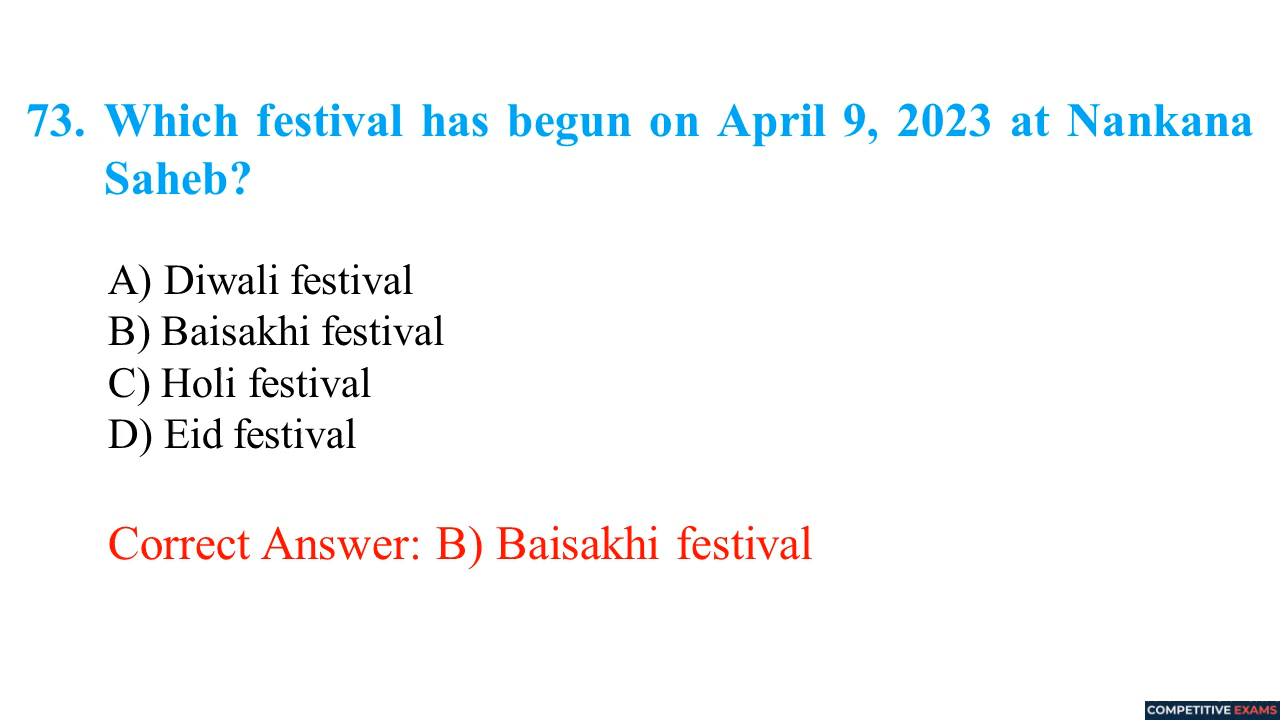 73. Which festival has begun on April 9, 2023 at Nankana
Saheb?
A) Diwali festival
B) Baisakhi festival
C) Holi festival
D) Eid festival
Correct Answer: B) Baisakhi festival
COMPETITIVE EXAMS